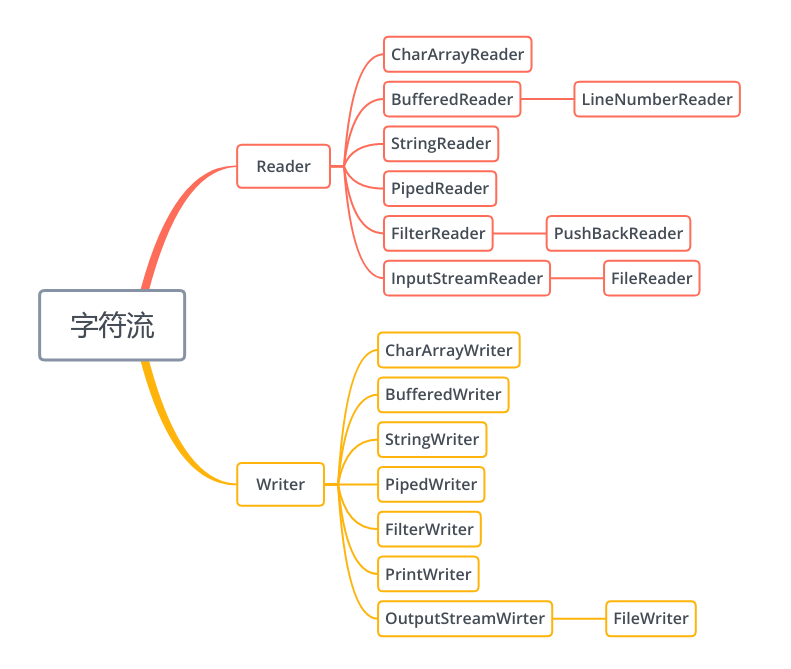 字符流
Reader
CharArrayReader
BufferedReader
LineNumberReader
StringReader
PipedReader
FilterReader
PushBackReader
InputStreamReader
FileReader
Writer
CharArrayWriter
BufferedWriter
StringWriter
PipedWriter
FilterWriter
PrintWriter
OutputStreamWirter
FileWriter